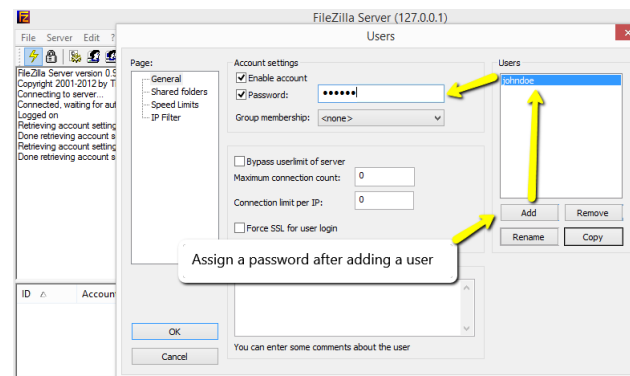 FileZilla Server (127.0.0.1)
File Server Edit ?
Users
FileZilla Server version 0.9
Copyright 2001-2012 by T
Connecting to server...
Connected, waiting for aut
Logged on
Retrieving account setting
Done retrieving account s
Retrieving account setting
Done retrieving account s
ID Accoun
Page:
General
Shared folders
Speed Limits
IP Filter
Account settings
Enable account
Password: ●●●●●●
Group membership: <none>
Bypass userlimit of server
Maximum connection count: 0
Connection limit per IP: 0
Force SSL for user login
Assign a password after adding a user
You can enter some comments about the user
OK
Cancel
Users
johndoe
Add Remove
Rename Copy